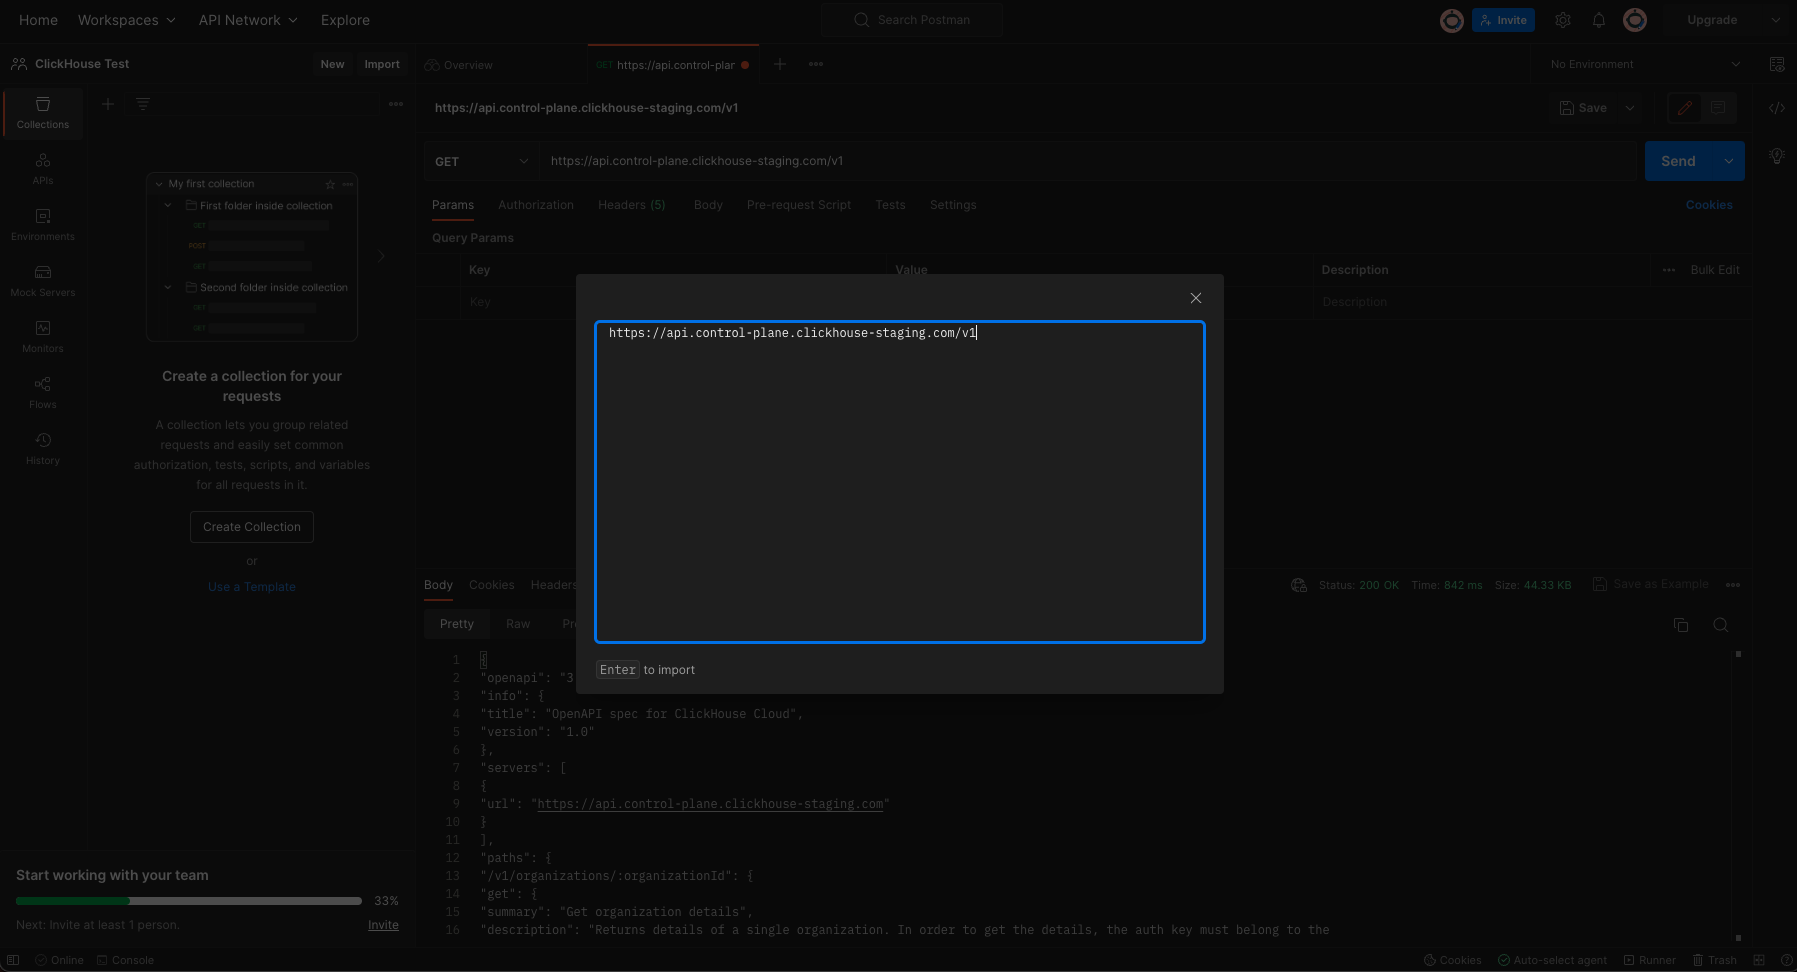 Home Workspaces API Network Explore Search Postman Invite Upgrade
ClickHouse Test New Import Overview GET https://api.control-plar No Environment
https://api.control-plane.clickhouse-staging.com/v1 Save
Collections
GET https://api.control-plane.clickhouse-staging.com/v1 Send
APIs
My first collection
First folder inside collection
GET
POST
GET
Second folder inside collection
GET
GET
Params Authorization Headers (5) Body Pre-request Script Tests Settings Cookies
Environments
Query Params
Key Value Description Bulk Edit
Mock Servers
Key Description
https://api.control-plane.clickhouse-staging.com/v1
Enter to import
Monitors
Create a collection for your
requests
Flows
A collection lets you group related
requests and easily set common
authorization, tests, scripts, and variables
for all requests in it.
History
Create Collection
or
Use a Template
Body Cookies Headers Status: 200 OK Time: 842 ms Size: 44.33 KB Save as Example
Pretty Raw Pr
1 {
2 "openapi": "3
3 "info": {
4 "title": "OpenAPI spec for ClickHouse Cloud",
5 "version": "1.0"
6 },
7 "servers": [
8 {
9 "url": "https://api.control-plane.clickhouse-staging.com"
10 }
11 ],
12 "paths": {
13 "/v1/organizations/:organizationId": {
14 "get": {
15 "summary": "Get organization details",
16 "description": "Returns details of a single organization. In order to get the details, the auth key must belong to the
Start working with your team
33%
Next: Invite at least 1 person. Invite
Online Console Cookies Auto-select agent Runner Trash